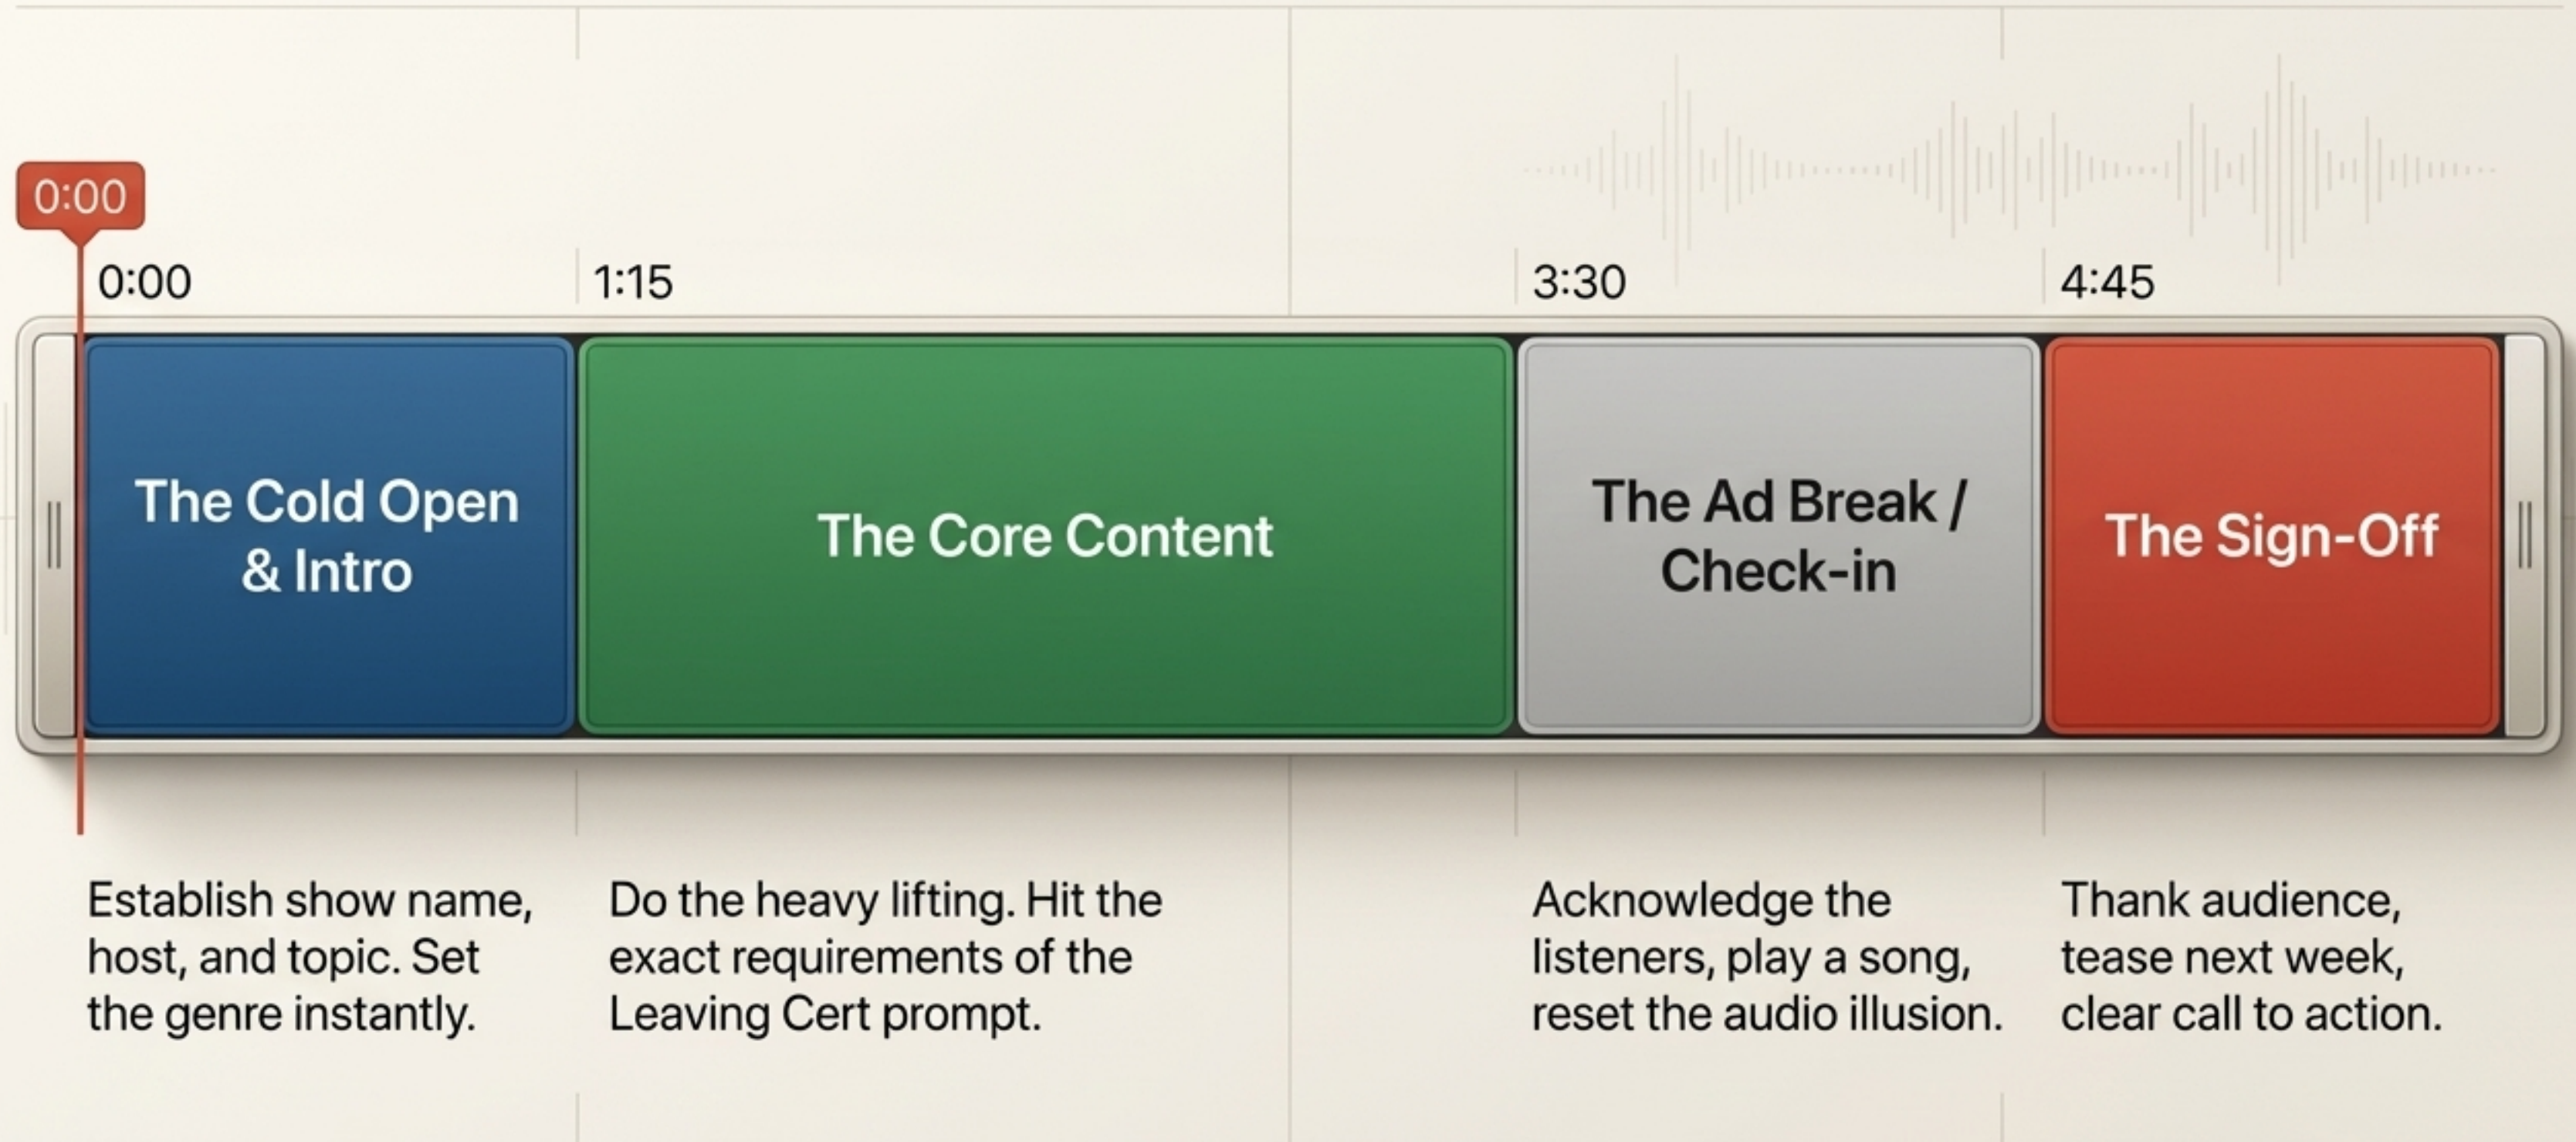 0:00
0:00
1:15
3:30
4:45
The Cold Open
& Intro
The Core Content
The Ad Break /
Check-in
The Sign-Off
Establish show name,
host, and topic. Set
the genre instantly.
Do the heavy lifting. Hit the
exact requirements of the
Leaving Cert prompt.
Acknowledge the
listeners, play a song,
reset the audio illusion.
Thank audience,
tease next week,
clear call to action.